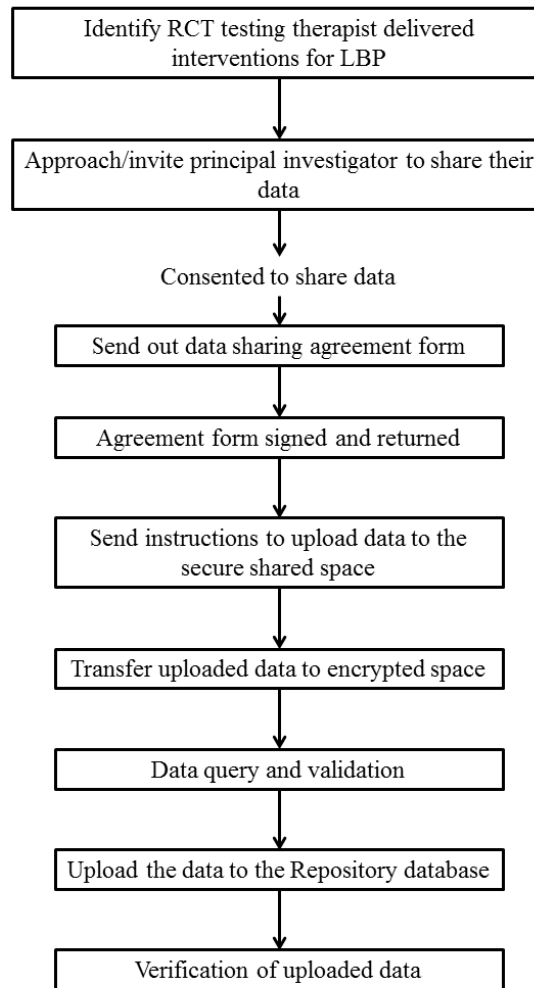 Identify RCT testing therapist delivered
interventions for LBP
Approach/invite principal investigator to share their
data
Consented to share data
Send out data sharing agreement form
Agreement form signed and returned
Send instructions to upload data to the
secure shared space
Transfer uploaded data to encrypted space
Data query and validation
Upload the data to the Repository database
Verification of uploaded data